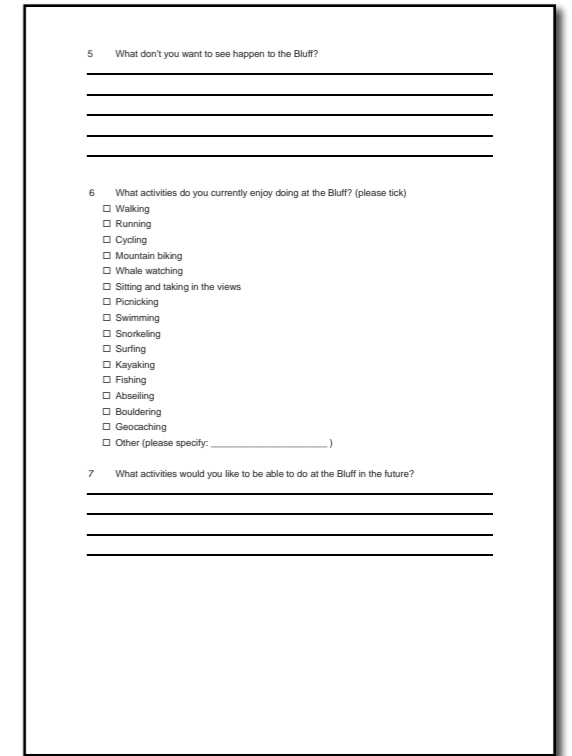 5 What don't you want to see happen to the Bluff?
6 What activities do you currently enjoy doing at the Bluff? (please tick)
☐ Walking
☐ Running
☐ Cycling
☐ Mountain biking
☐ Whale watching
☐ Sitting and taking in the views
☐ Picnicking
☐ Swimming
☐ Snorkeling
☐ Surfing
☐ Kayaking
☐ Fishing
☐ Abseiling
☐ Bouldering
☐ Geocaching
☐ Other (please specify: ______________________ )
7 What activities would you like to be able to do at the Bluff in the future?